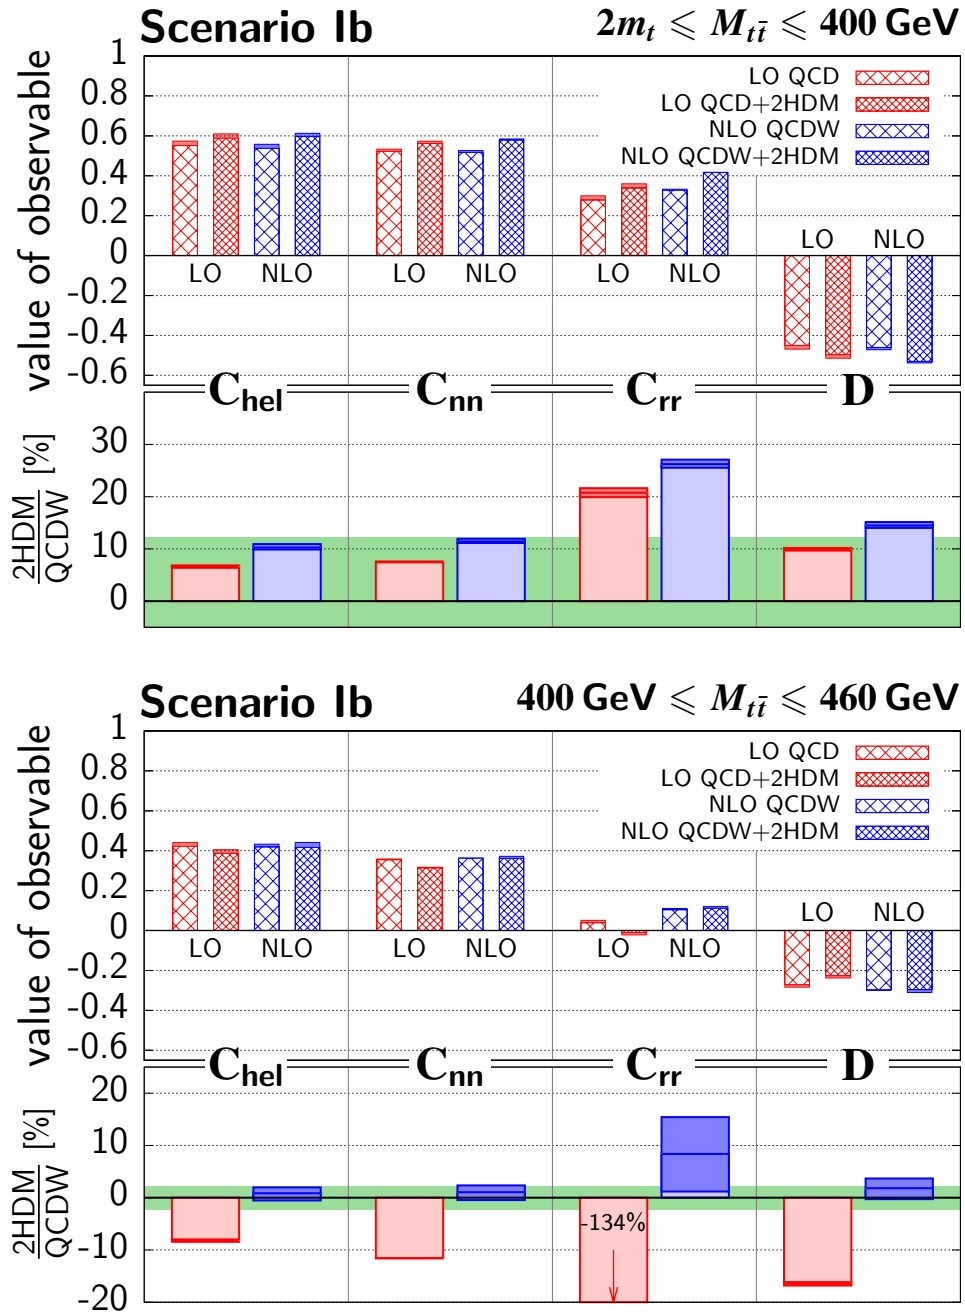 Scenario Ib
2m_t ⩽ M_{tt̄} ⩽ 400 GeV
value of observable
1
0.8
0.6
0.4
0.2
0
-0.2
-0.4
-0.6
LO QCD
LO QCD+2HDM
NLO QCDW
NLO QCDW+2HDM
LO NLO LO NLO LO NLO LO NLO
C_hel C_nn C_rr D
2HDM/QCDW [%]
30
20
10
0
Scenario Ib
400 GeV ⩽ M_{tt̄} ⩽ 460 GeV
value of observable
1
0.8
0.6
0.4
0.2
0
-0.2
-0.4
-0.6
LO QCD
LO QCD+2HDM
NLO QCDW
NLO QCDW+2HDM
LO NLO LO NLO LO NLO LO NLO
C_hel C_nn C_rr D
2HDM/QCDW [%]
20
10
0
-10
-20
-134%